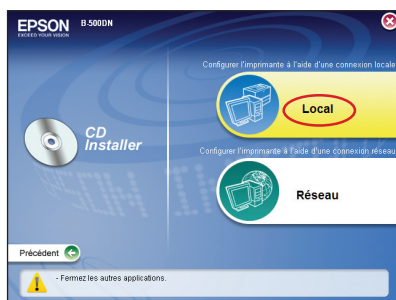 EPSON
EXCEED YOUR VISION
B-500DN
Configurer l'imprimante à l'aide d'une connexion locale
Local
CD
Installer
Configurer l'imprimante à l'aide d'une connexion réseau
Réseau
Précédent
- Fermez les autres applications.